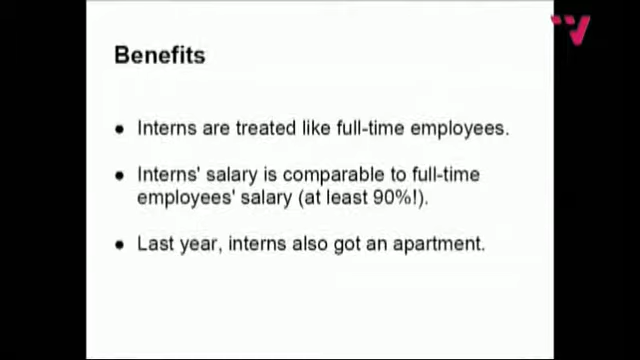 Benefits
● Interns are treated like full-time employees.
● Interns' salary is comparable to full-time
employees' salary (at least 90%!).
● Last year, interns also got an apartment.